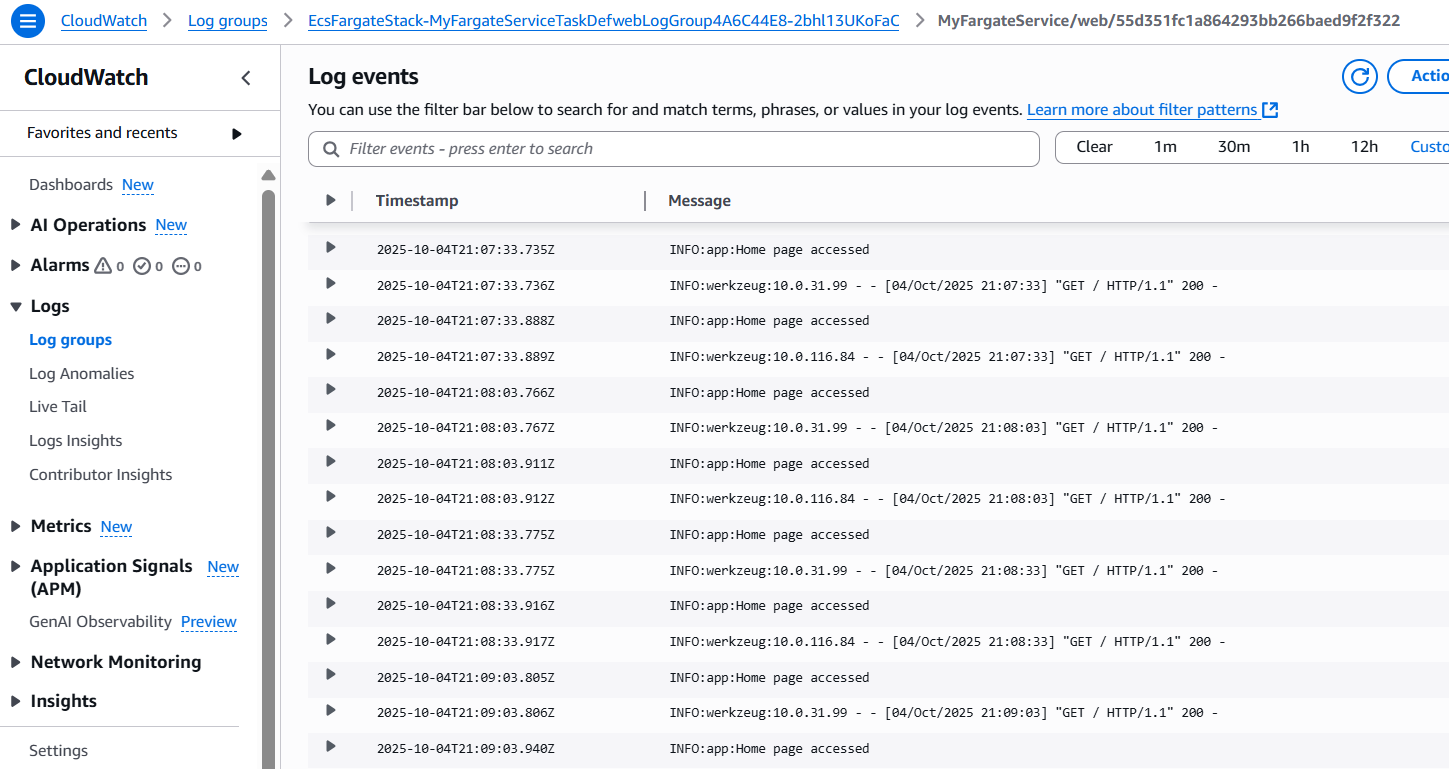 CloudWatch > Log groups > EcsFargateStack-MyFargateServiceTaskDefwebLogGroup4A6C44E8-2bhl13UKoFaC > MyFargateService/web/55d351fc1a864293bb266baed9f2f322
CloudWatch
Favorites and recents
Dashboards New
AI Operations New
Alarms 0 0 0
Logs
Log groups
Log Anomalies
Live Tail
Logs Insights
Contributor Insights
Metrics New
Application Signals New
(APM)
GenAI Observability Preview
Network Monitoring
Insights
Settings
Log events
Actio
You can use the filter bar below to search for and match terms, phrases, or values in your log events. Learn more about filter patterns
Filter events - press enter to search
Clear 1m 30m 1h 12h Custo
Timestamp Message
2025-10-04T21:07:33.735Z INFO:app:Home page accessed
2025-10-04T21:07:33.736Z INFO:werkzeug:10.0.31.99 - - [04/Oct/2025 21:07:33] "GET / HTTP/1.1" 200 -
2025-10-04T21:07:33.888Z INFO:app:Home page accessed
2025-10-04T21:07:33.889Z INFO:werkzeug:10.0.116.84 - - [04/Oct/2025 21:07:33] "GET / HTTP/1.1" 200 -
2025-10-04T21:08:03.766Z INFO:app:Home page accessed
2025-10-04T21:08:03.767Z INFO:werkzeug:10.0.31.99 - - [04/Oct/2025 21:08:03] "GET / HTTP/1.1" 200 -
2025-10-04T21:08:03.911Z INFO:app:Home page accessed
2025-10-04T21:08:03.912Z INFO:werkzeug:10.0.116.84 - - [04/Oct/2025 21:08:03] "GET / HTTP/1.1" 200 -
2025-10-04T21:08:33.775Z INFO:app:Home page accessed
2025-10-04T21:08:33.775Z INFO:werkzeug:10.0.31.99 - - [04/Oct/2025 21:08:33] "GET / HTTP/1.1" 200 -
2025-10-04T21:08:33.916Z INFO:app:Home page accessed
2025-10-04T21:08:33.917Z INFO:werkzeug:10.0.116.84 - - [04/Oct/2025 21:08:33] "GET / HTTP/1.1" 200 -
2025-10-04T21:09:03.805Z INFO:app:Home page accessed
2025-10-04T21:09:03.806Z INFO:werkzeug:10.0.31.99 - - [04/Oct/2025 21:09:03] "GET / HTTP/1.1" 200 -
2025-10-04T21:09:03.940Z INFO:app:Home page accessed